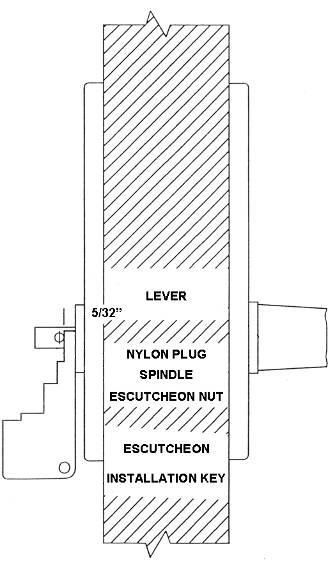 LEVER
5/32”
NYLON PLUG
SPINDLE
ESCUTCHEON NUT
ESCUTCHEON
INSTALLATION KEY